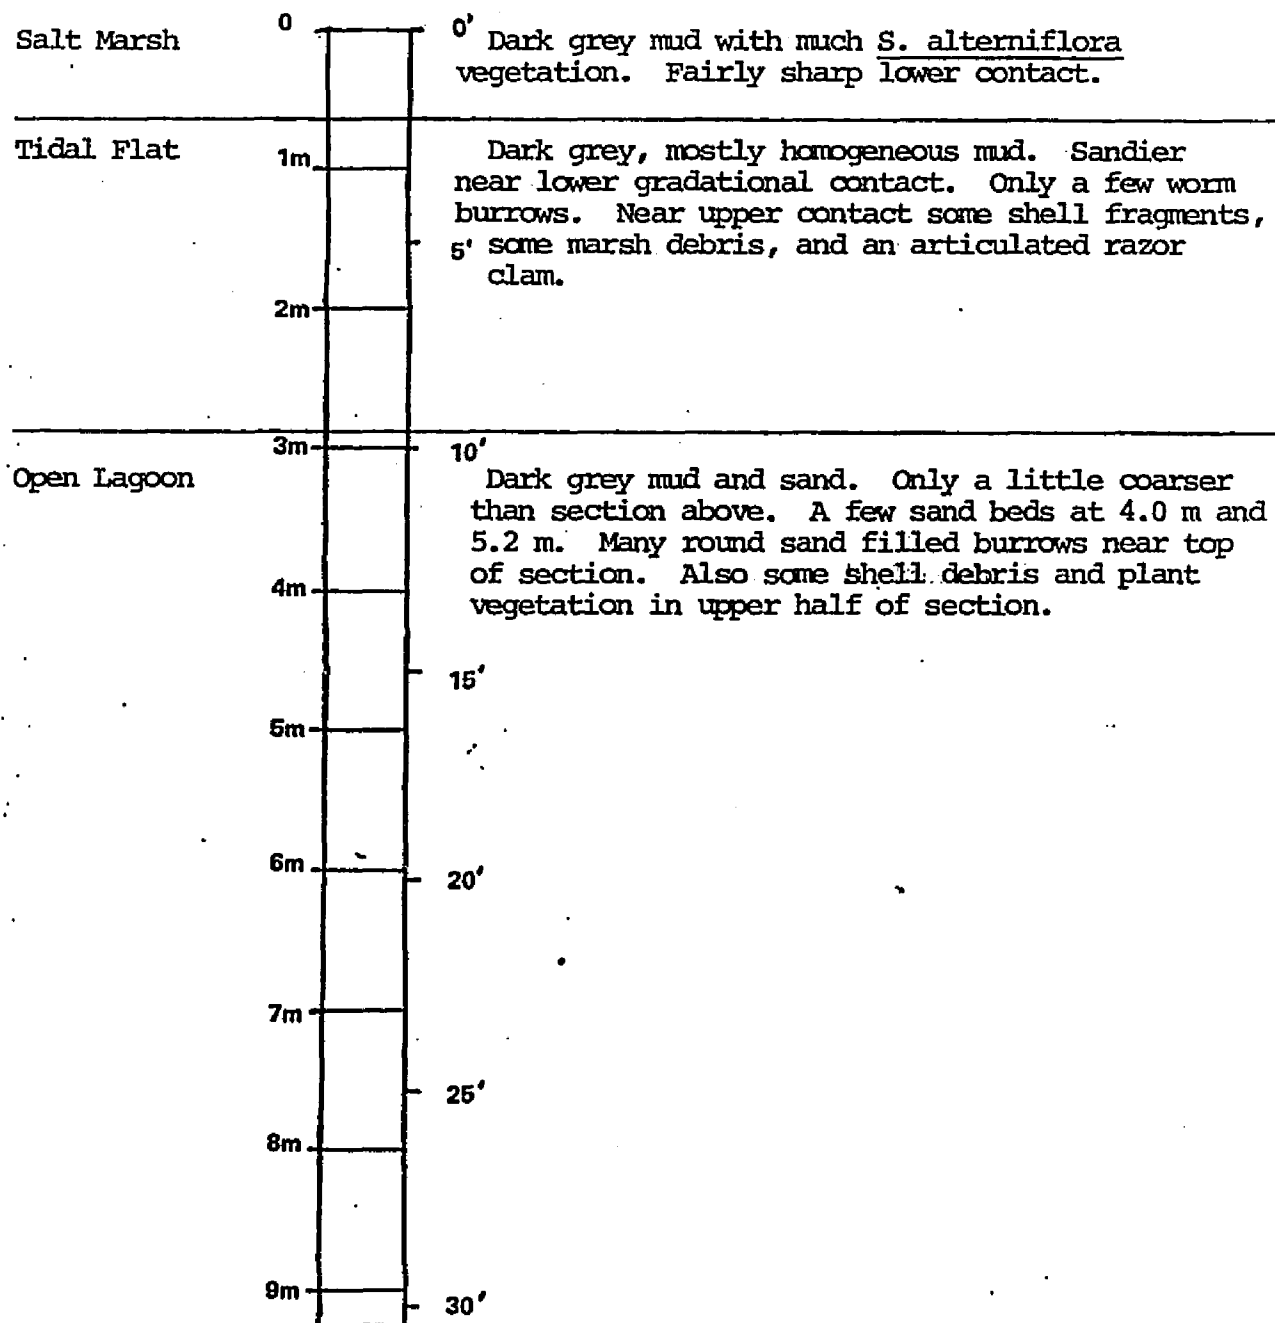 0 0'
Salt Marsh
Dark grey mud with much S. alterniflora
vegetation. Fairly sharp lower contact.
Tidal Flat
1m
Dark grey, mostly homogeneous mud. Sandier
near lower gradational contact. Only a few worm
burrows. Near upper contact some shell fragments,
5' some marsh debris, and an articulated razor
clam.
2m
3m 10'
Open Lagoon
Dark grey mud and sand. Only a little coarser
than section above. A few sand beds at 4.0 m and
5.2 m. Many round sand filled burrows near top
of section. Also some shell debris and plant
vegetation in upper half of section.
4m
15'
5m
6m
20'
7m
25'
8m
9m
30'